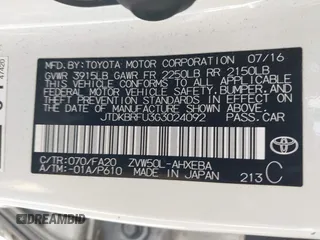 MFD.BY: TOYOTA MOTOR CORPORATION 07/16
GVWR 3915LB GAWR FR 2250LB RR 2150LB
THIS VEHICLE CONFORMS TO ALL APPLICABLE
FEDERAL MOTOR VEHICLE SAFETY, BUMPER, AND
THEFT PREVENTION STANDARDS IN EFFECT ON
THE DATE OF MANUFACTURE SHOWN ABOVE.
JTDKBRFU3G3024092 PASS.CAR
C/TR:070/FA20 ZVW50L-AHXEBA
A/TM:-01A/P610 MADE IN JAPAN 213 C
TOYOTA
47420
DREAMBID